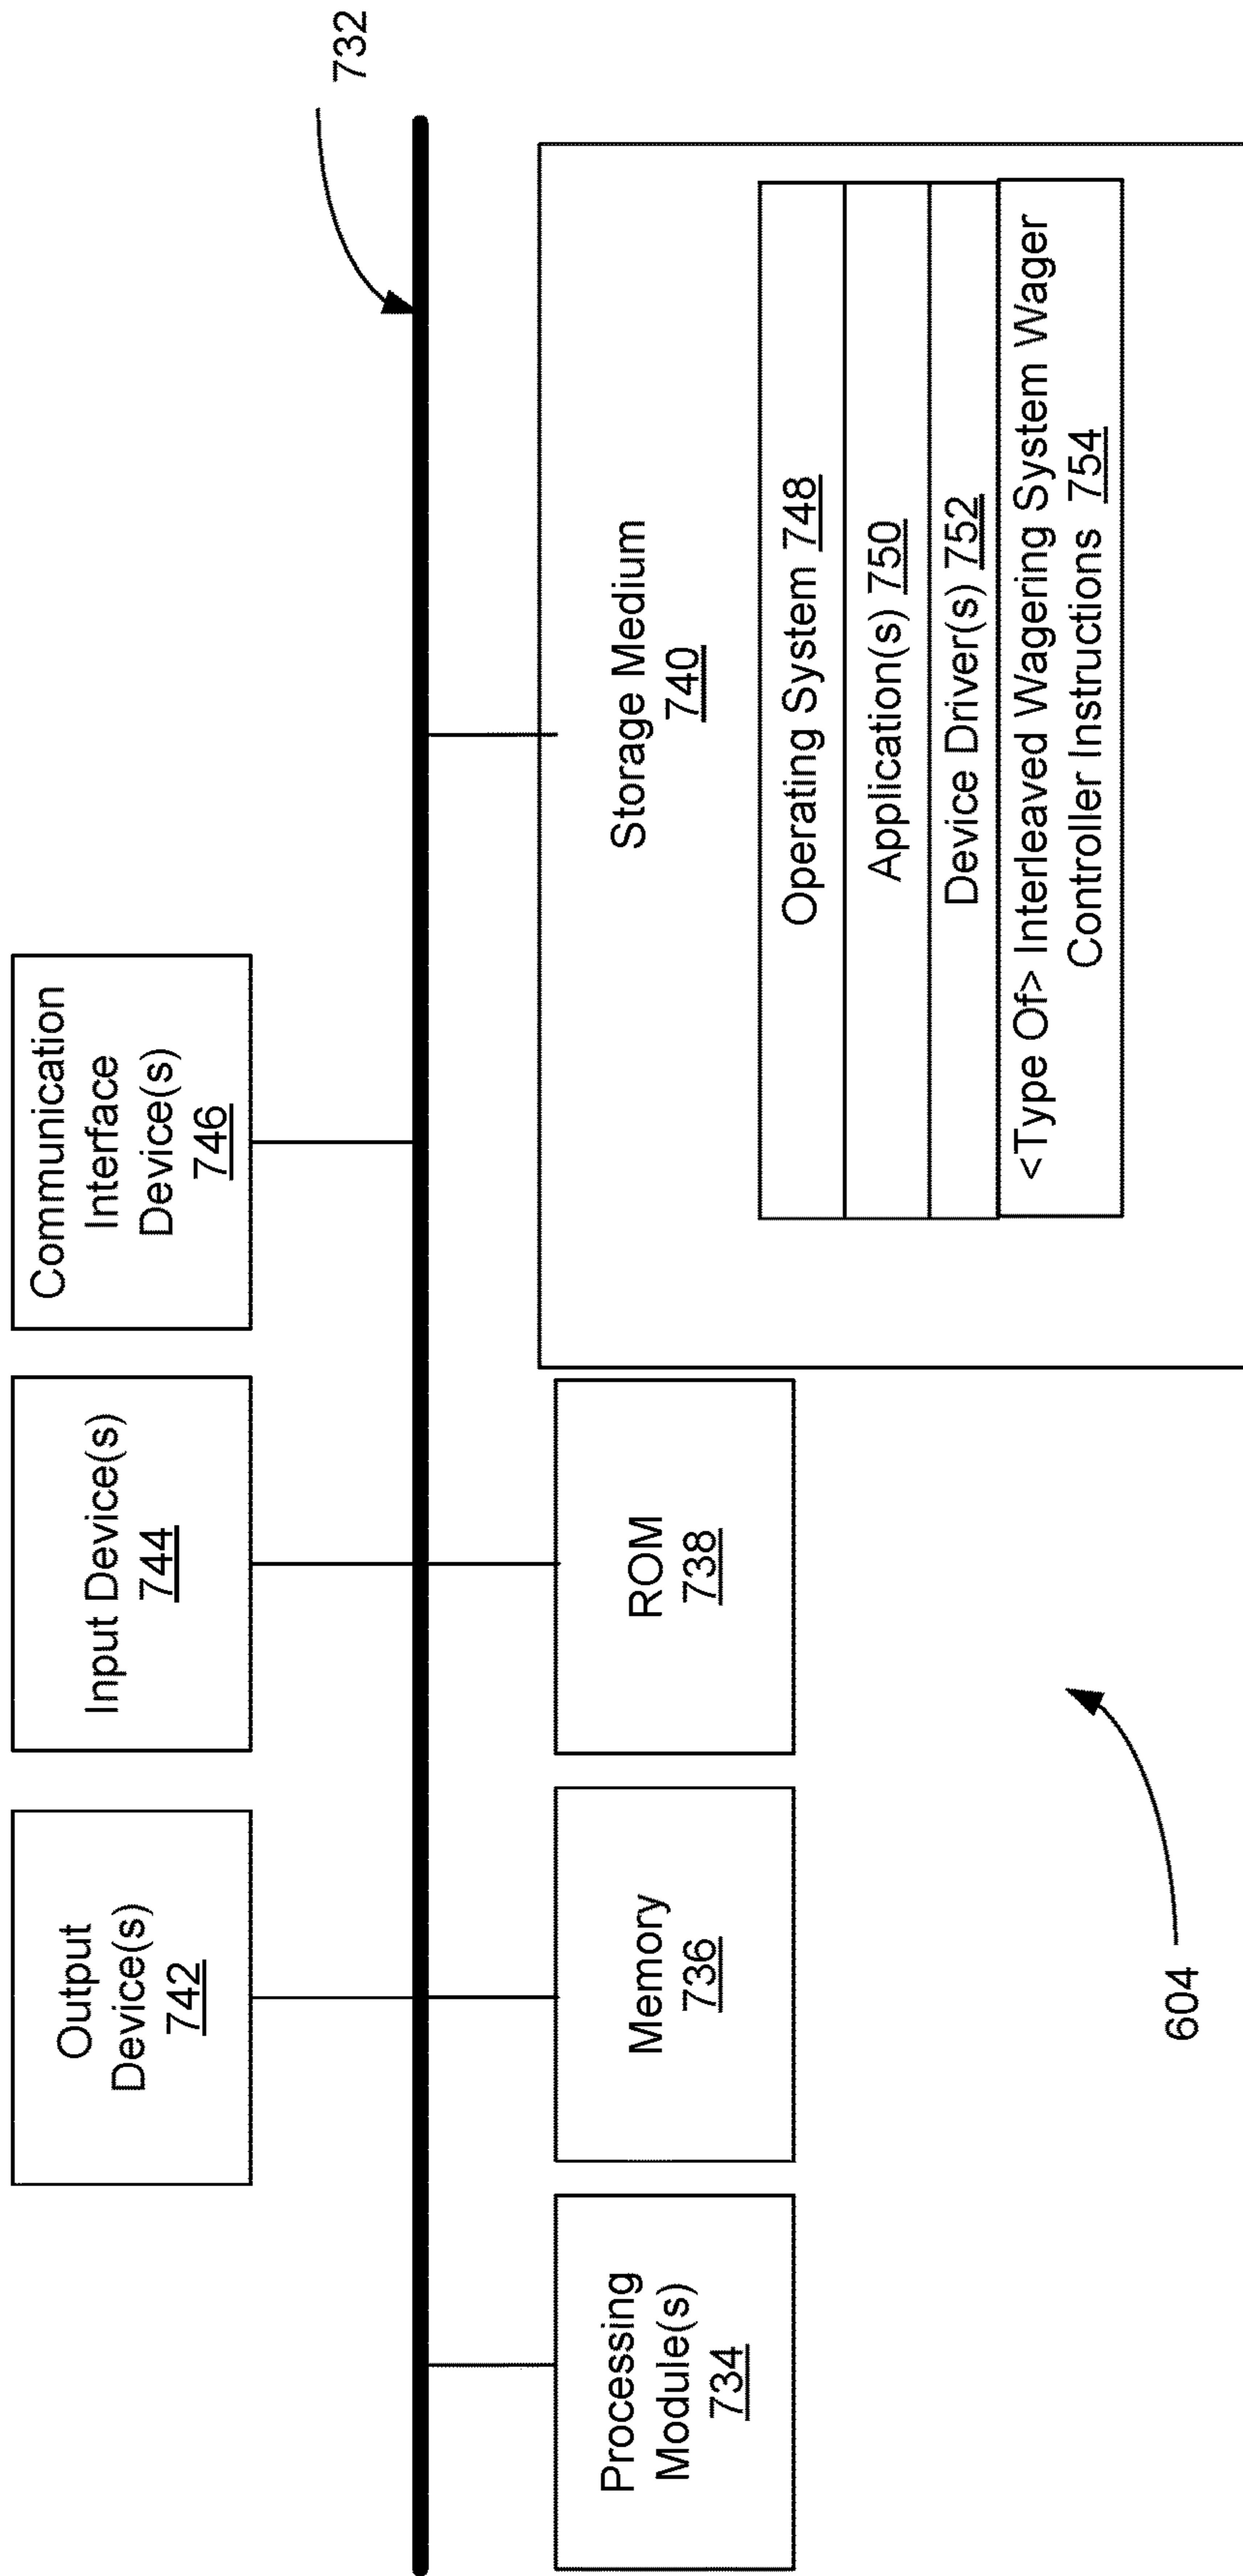 Output
Device(s)
742
Input Device(s)
744
Communication
Interface
Device(s)
746
732
Processing
Module(s)
734
Memory
736
ROM
738
Storage Medium
740
Operating System 748
Application(s) 750
Device Driver(s) 752
<Type Of> Interleaved Wagering System Wager
Controller Instructions 754
604